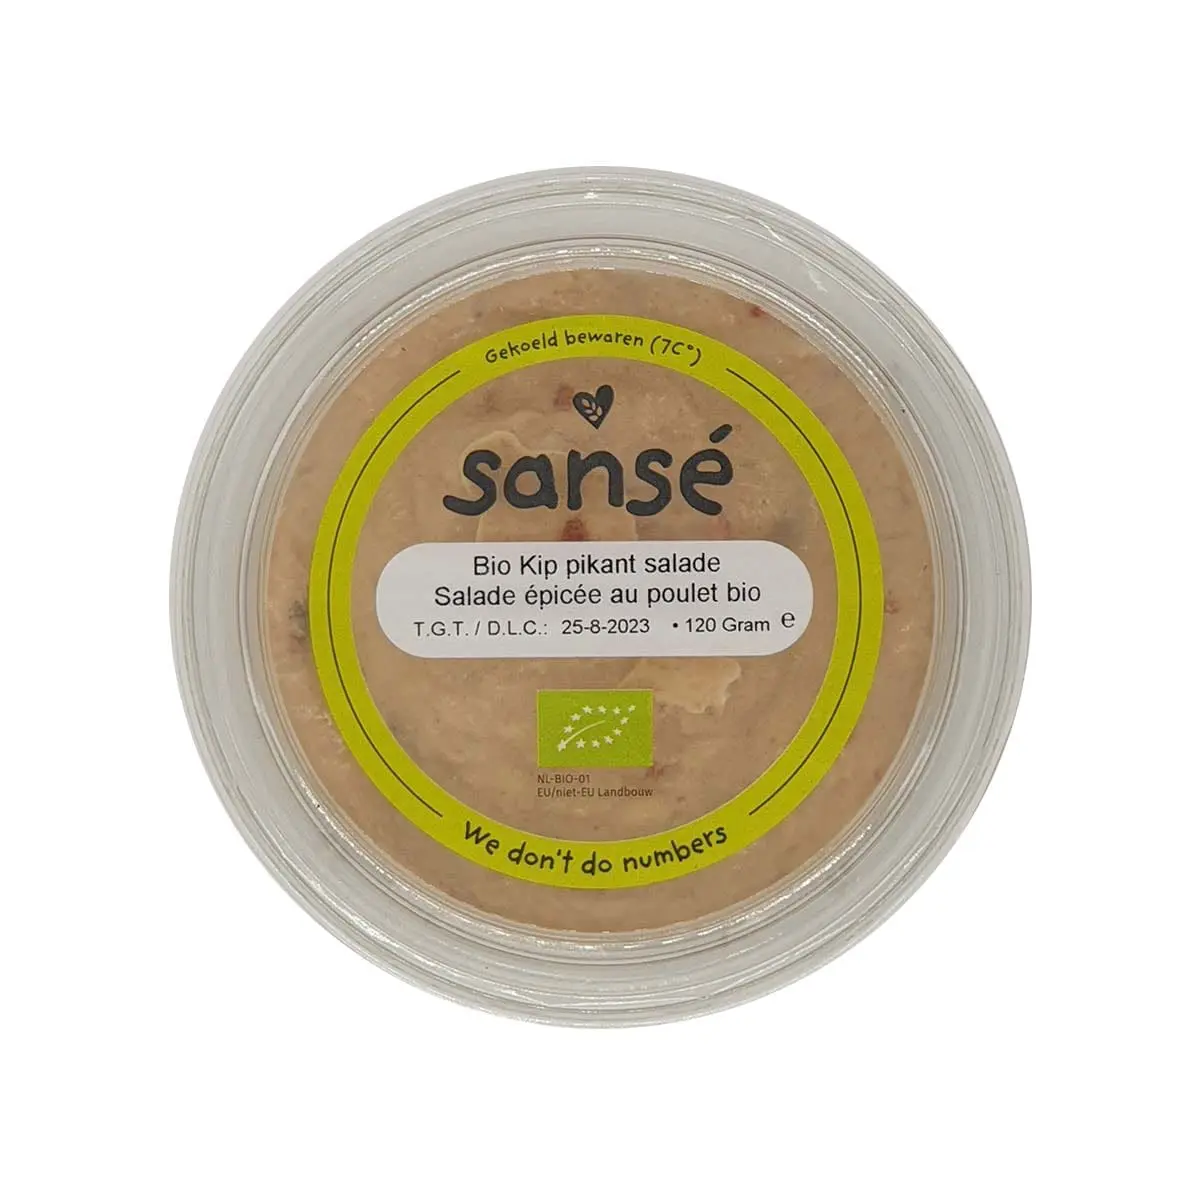 Gekoeld bewaren (7C°)
sansé
Bio Kip pikant salade
Salade épicée au poulet bio
T.G.T. / D.L.C.: 25-8-2023 • 120 Gram ℮
NL-BIO-01
EU/niet-EU Landbouw
We don't do numbers